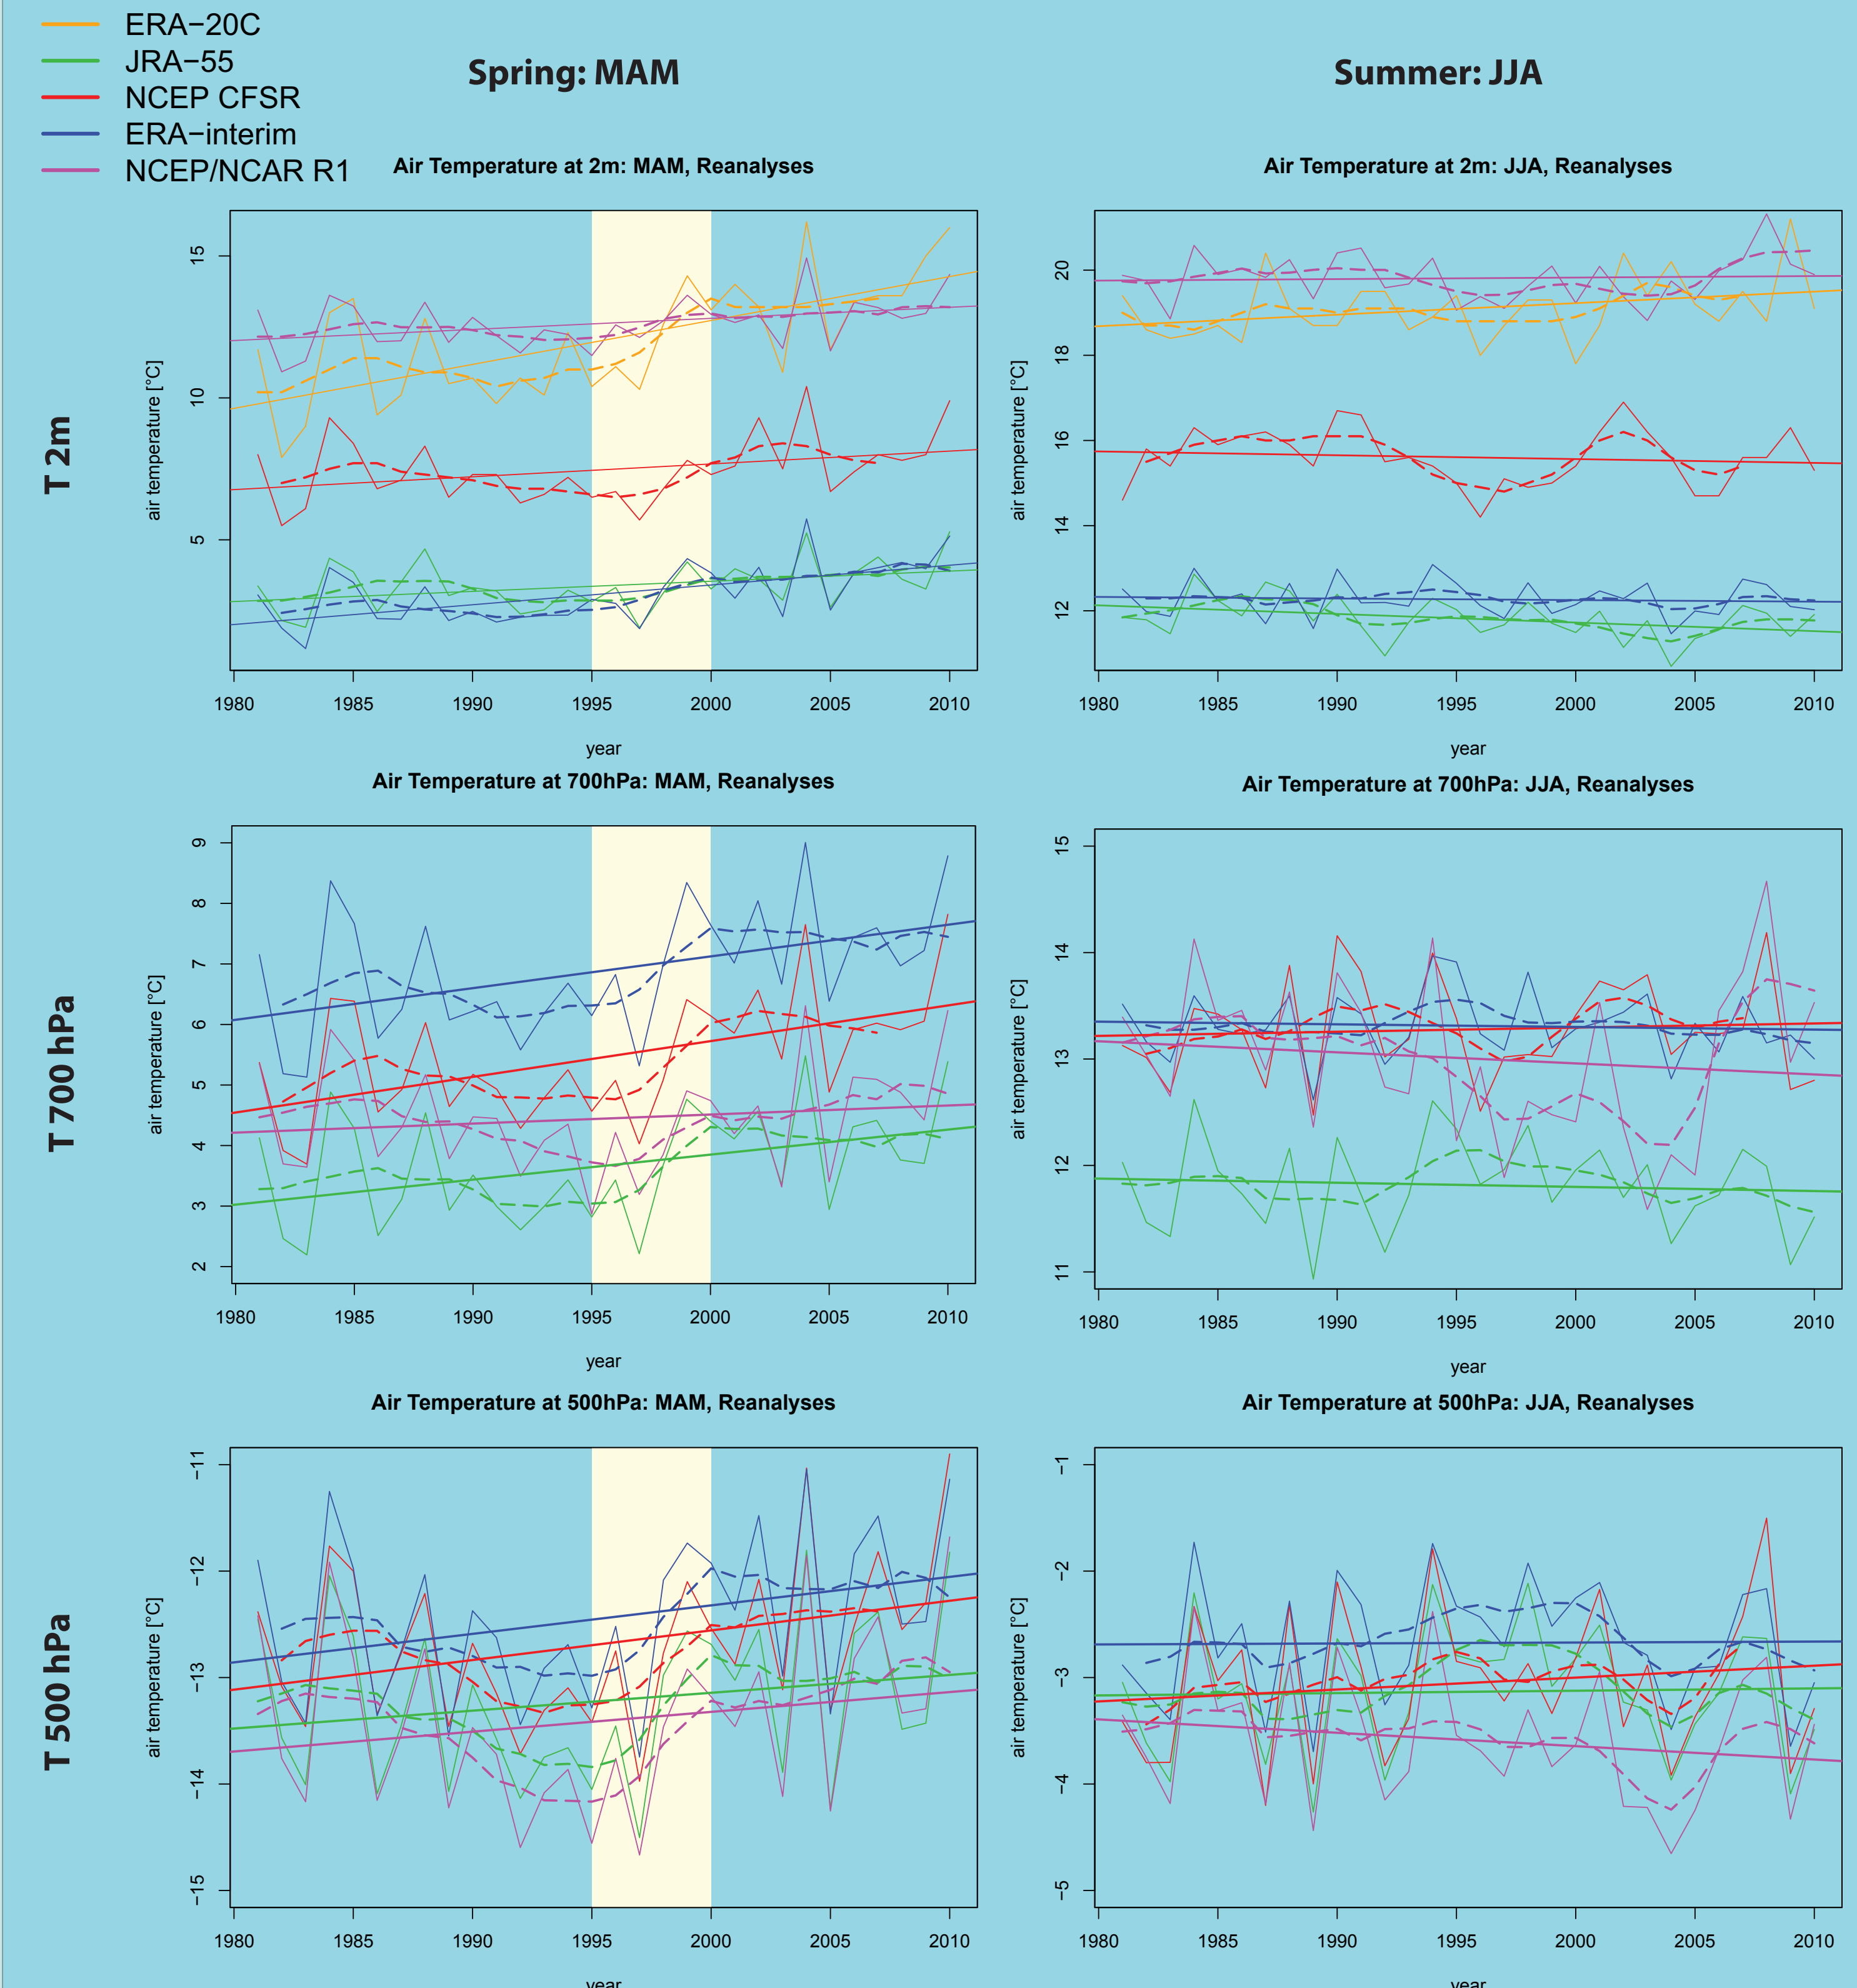 ERA−20C
JRA−55
NCEP CFSR
ERA−interim
NCEP/NCAR R1
Spring: MAM
Summer: JJA
T 2m
Air Temperature at 2m: MAM, Reanalyses
air temperature [°C]
15
10
5
1980 1985 1990 1995 2000 2005 2010
year
Air Temperature at 2m: JJA, Reanalyses
air temperature [°C]
20
18
16
14
12
1980 1985 1990 1995 2000 2005 2010
year
T 700 hPa
Air Temperature at 700hPa: MAM, Reanalyses
air temperature [°C]
9
8
7
6
5
4
3
2
1980 1985 1990 1995 2000 2005 2010
year
Air Temperature at 700hPa: JJA, Reanalyses
air temperature [°C]
15
14
13
12
11
1980 1985 1990 1995 2000 2005 2010
year
T 500 hPa
Air Temperature at 500hPa: MAM, Reanalyses
air temperature [°C]
−11
−12
−13
−14
−15
1980 1985 1990 1995 2000 2005 2010
year
Air Temperature at 500hPa: JJA, Reanalyses
air temperature [°C]
−1
−2
−3
−4
−5
1980 1985 1990 1995 2000 2005 2010
year